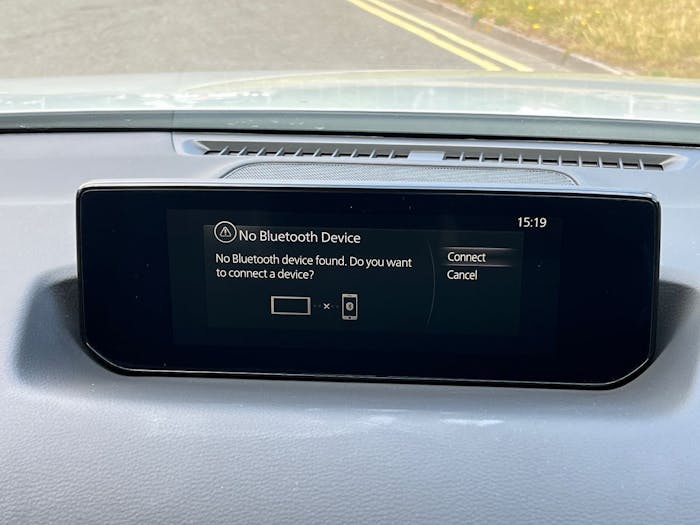 15:19
No Bluetooth Device
No Bluetooth device found. Do you want
to connect a device?
Connect
Cancel